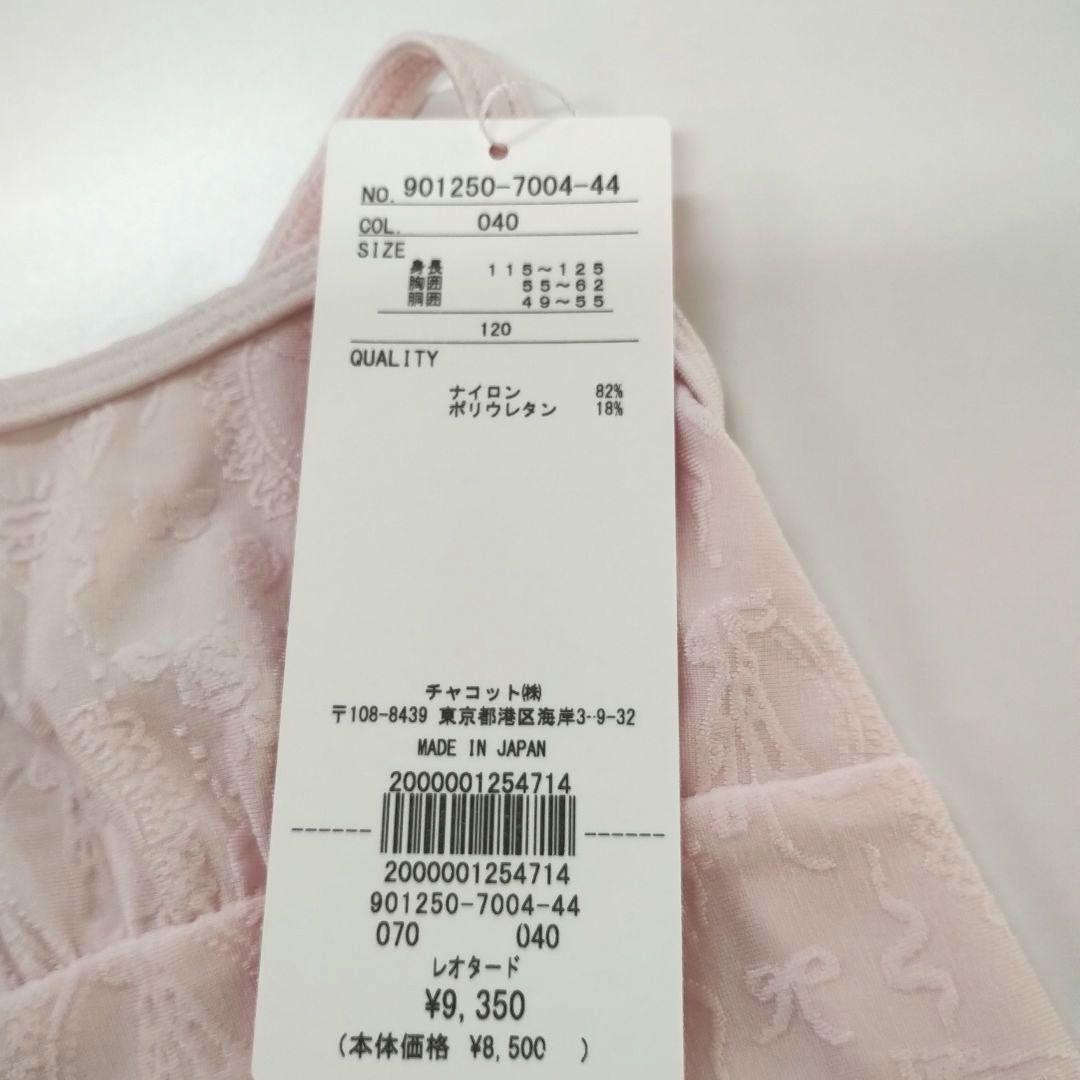 NO. 901250-7004-44
COL. 040
SIZE
身長 115~125
胸囲 55~62
胴囲 49~55
120
QUALITY
ナイロン 82%
ポリウレタン 18%
チャコット㈱
〒108-8439 東京都港区海岸3-9-32
MADE IN JAPAN
2000001254714
2000001254714
901250-7004-44
070 040
レオタード
¥9,350
(本体価格 ¥8,500 )